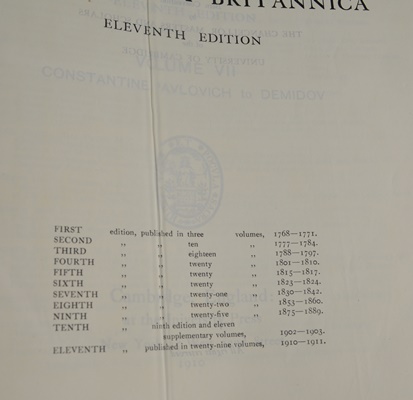 BRITANNICA
ELEVENTH EDITION
VOLUME VII
CONSTANTINE PAVLOVICH to DEMIDOV
FIRST edition, published in three volumes, 1768—1771.
SECOND ,, ,, ten ,, 1777—1784.
THIRD ,, ,, eighteen ,, 1788—1797.
FOURTH ,, ,, twenty ,, 1801—1810.
FIFTH ,, ,, twenty ,, 1815—1817.
SIXTH ,, ,, twenty ,, 1823—1824.
SEVENTH ,, ,, twenty-one ,, 1830—1842.
EIGHTH ,, ,, twenty-two ,, 1853—1860.
NINTH ,, ,, twenty-five ,, 1875—1889.
TENTH ,, ninth edition and eleven
supplementary volumes, 1902—1903.
ELEVENTH ,, published in twenty-nine volumes, 1910—1911.